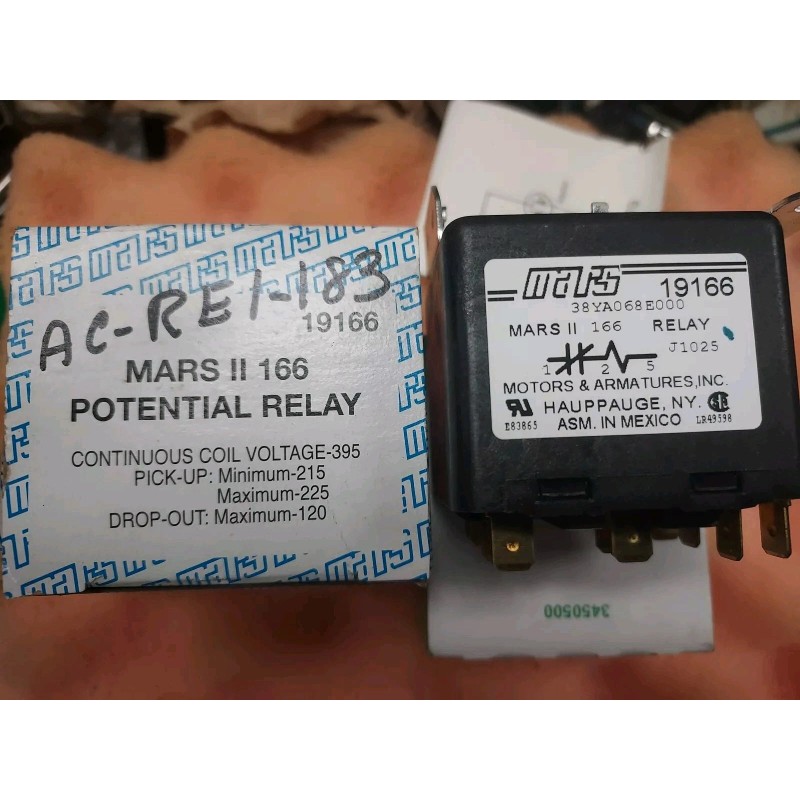 mars
AC-RE1-183
19166
MARS II 166
POTENTIAL RELAY
CONTINUOUS COIL VOLTAGE-395
PICK-UP: Minimum-215
Maximum-225
DROP-OUT: Maximum-120
mars 19166
38YA068E000
MARS II 166 RELAY
J1025
1 2 5
MOTORS & ARMATURES, INC.
HAUPPAUGE, NY.
E83865 ASM. IN MEXICO LR49598
3450500